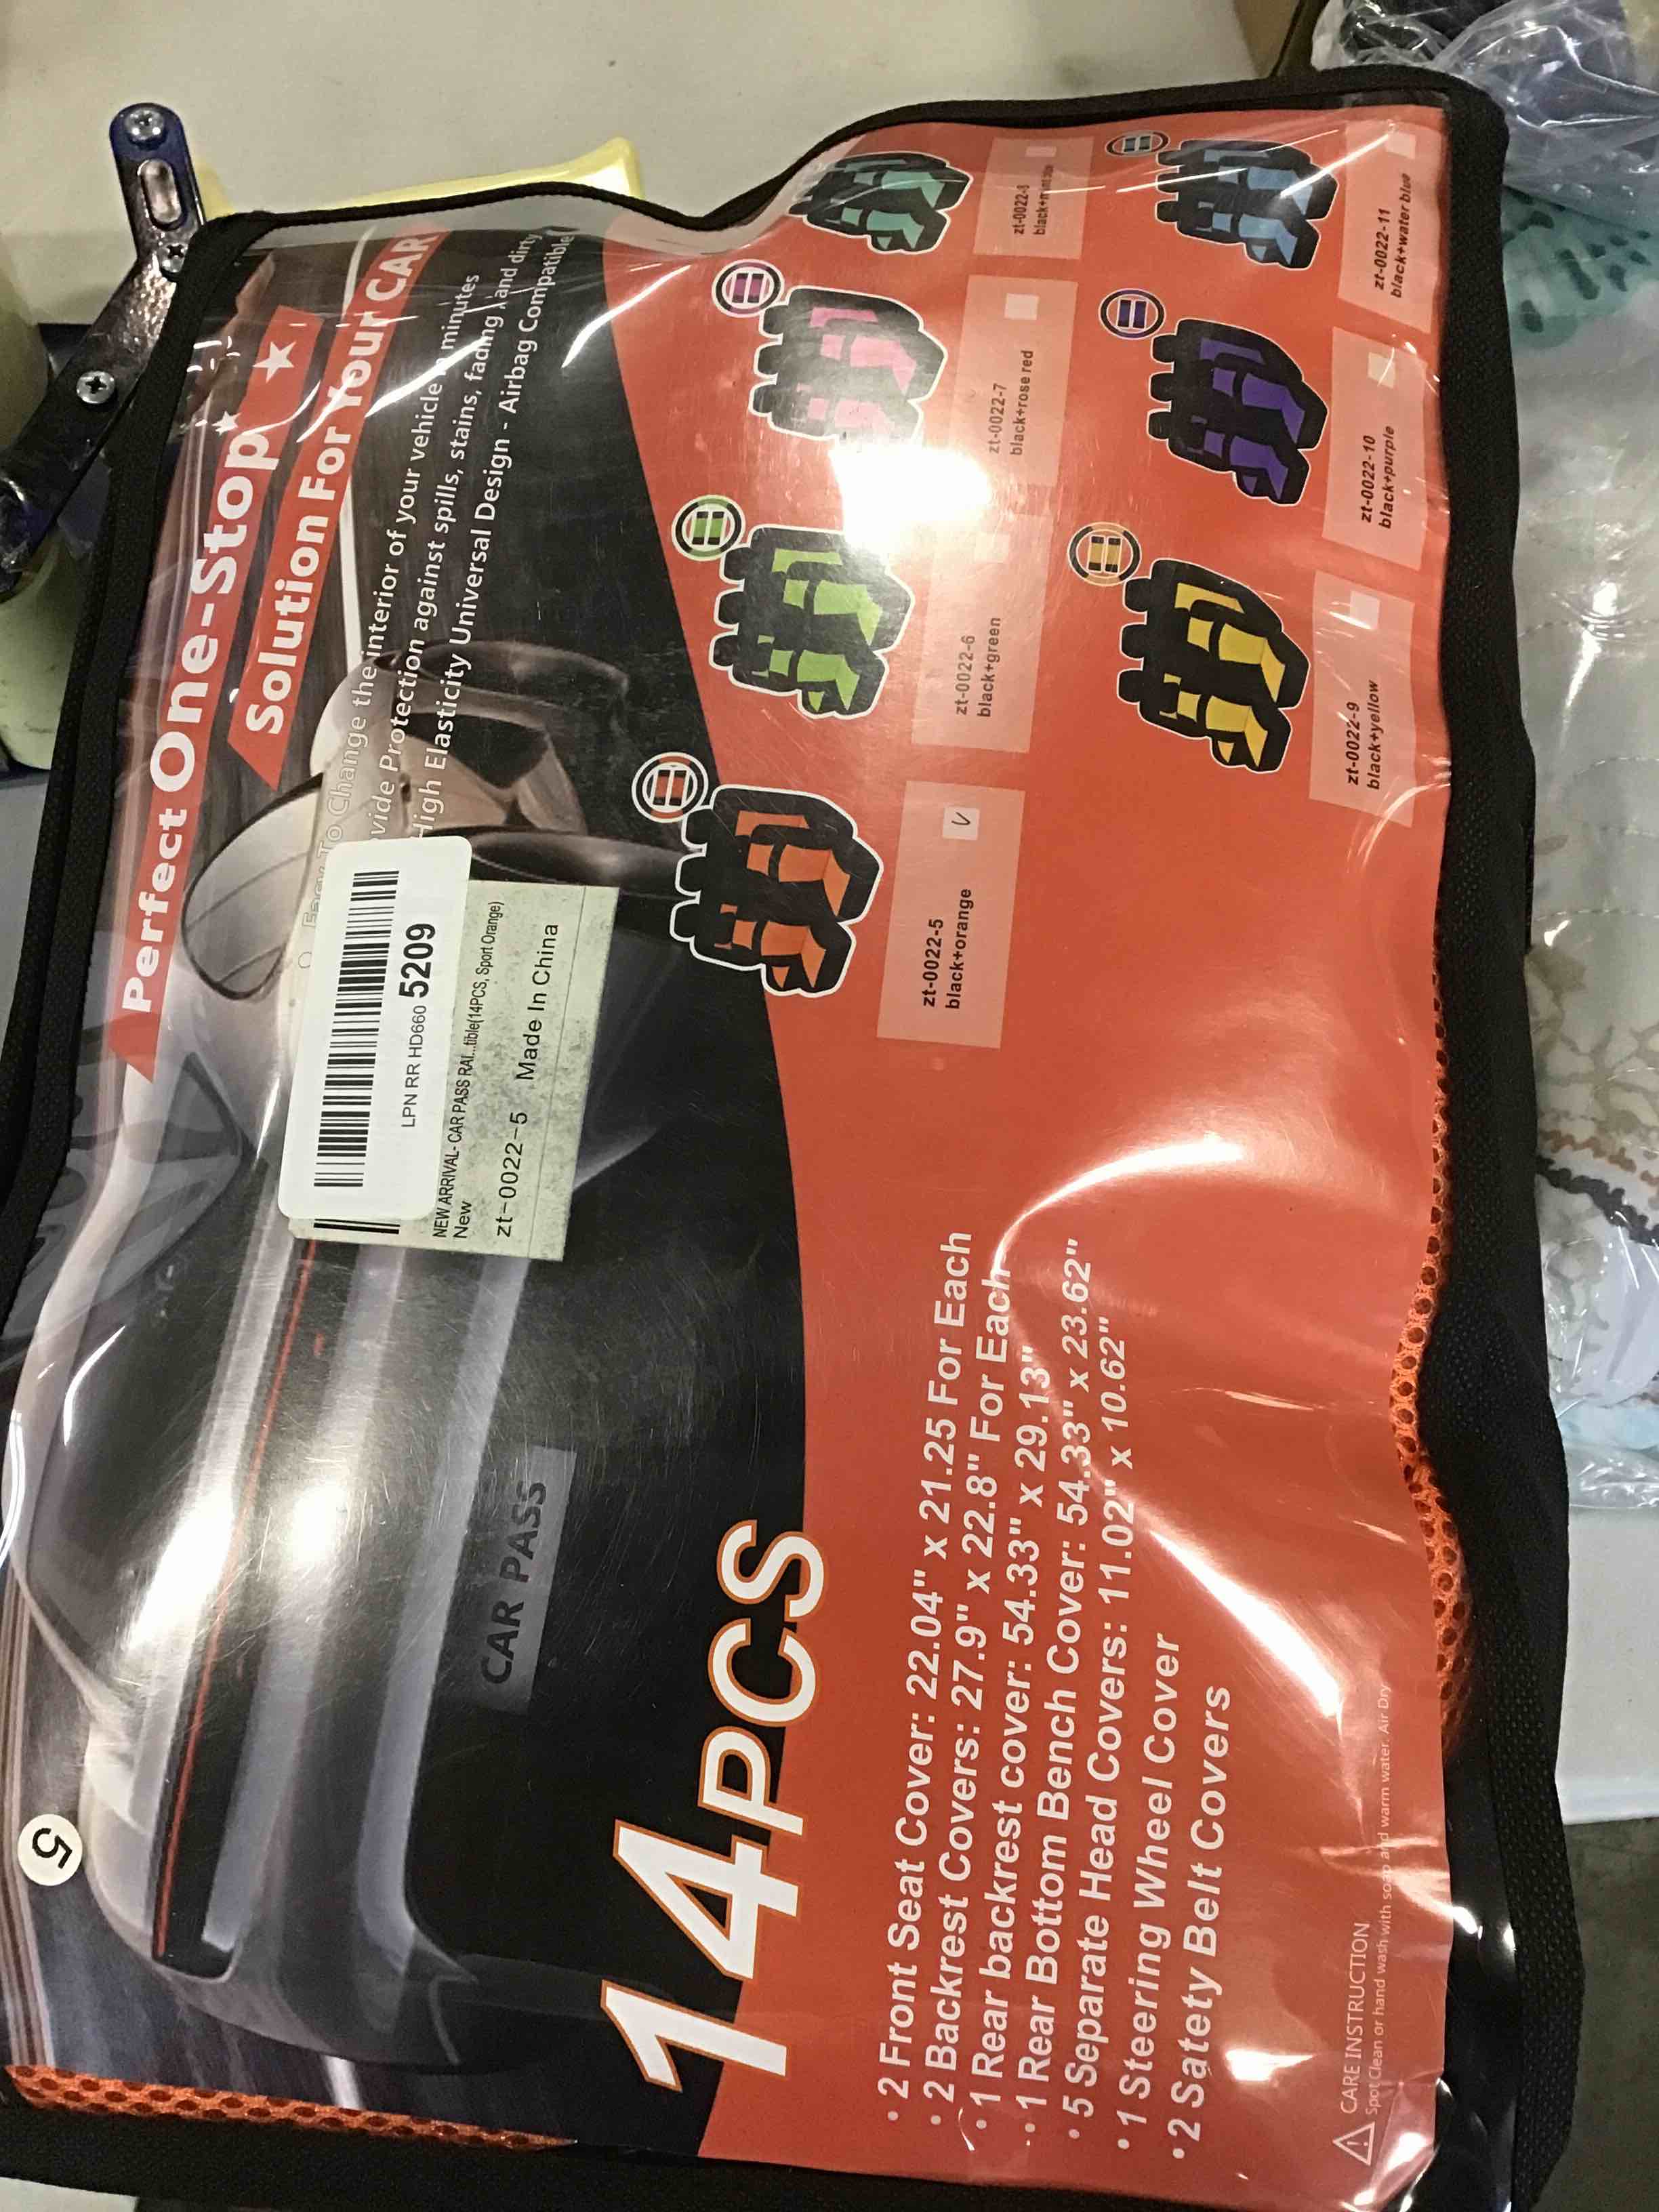 Perfect One-Stop
Solution For Your CAR
To Change the interior of your vehicle minutes
Protection against spills, stains, fading and dirty
High Elasticity Universal Design - Airbag Compatible
LPN RR HD660 5209
NEW ARRIVAL- CAR PASS RAI...tible(14PCS, Sport Orange)
New
zt-0022-5 Made In China
CAR PASS
5
14PCS
• 2 Front Seat Cover: 22.04" x 21.25 For Each
• 2 Backrest Covers: 27.9" x 22.8" For Each
• 1 Rear backrest cover: 54.33" x 29.13"
• 1 Rear Bottom Bench Cover: 54.33" x 23.62"
• 5 Separate Head Covers: 11.02" x 10.62"
• 1 Steering Wheel Cover
• 2 Satety Belt Covers
CARE INSTRUCTION
Spot Clean or hand wash with soap and warm water. Air Dry
zt-0022-5
black+orange
zt-0022-6
black+green
zt-0022-7
black+rose red
zt-0022-8
zt-0022-9
black+yellow
zt-0022-10
black+purple
zt-0022-11
black+water blue